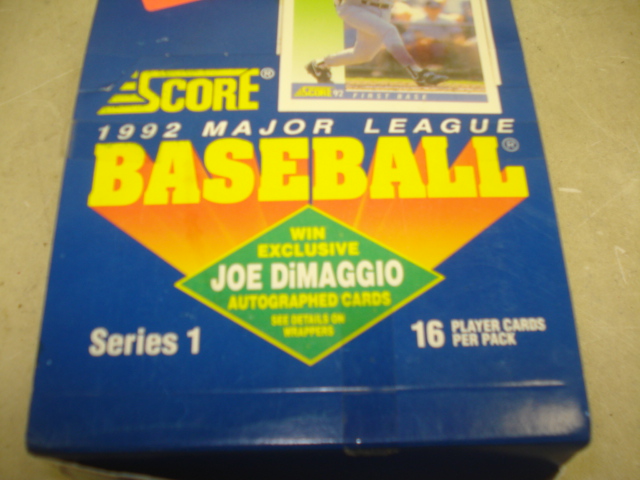 SCORE '92 FIRST BASE
SCORE®
1992 MAJOR LEAGUE
BASEBALL®
WIN
EXCLUSIVE
JOE DiMAGGIO
AUTOGRAPHED CARDS
SEE DETAILS ON
WRAPPERS
Series 1
16 PLAYER CARDS
PER PACK